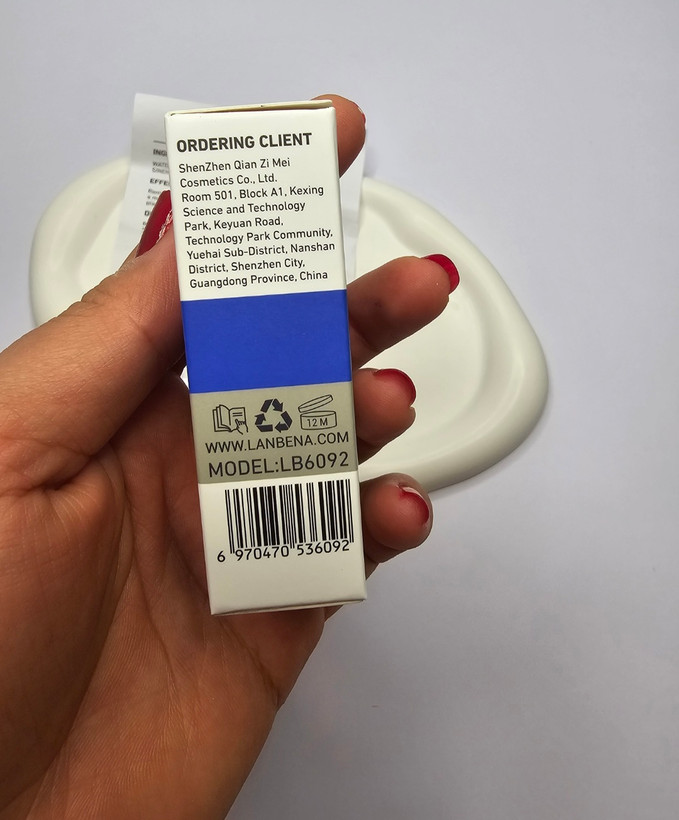 ORDERING CLIENT
ShenZhen Qian Zi Mei
Cosmetics Co., Ltd.
Room 501, Block A1, Kexing
Science and Technology
Park, Keyuan Road,
Technology Park Community,
Yuehai Sub-District, Nanshan
District, Shenzhen City,
Guangdong Province, China
12 M
WWW.LANBENA.COM
MODEL:LB6092
6 970470 536092